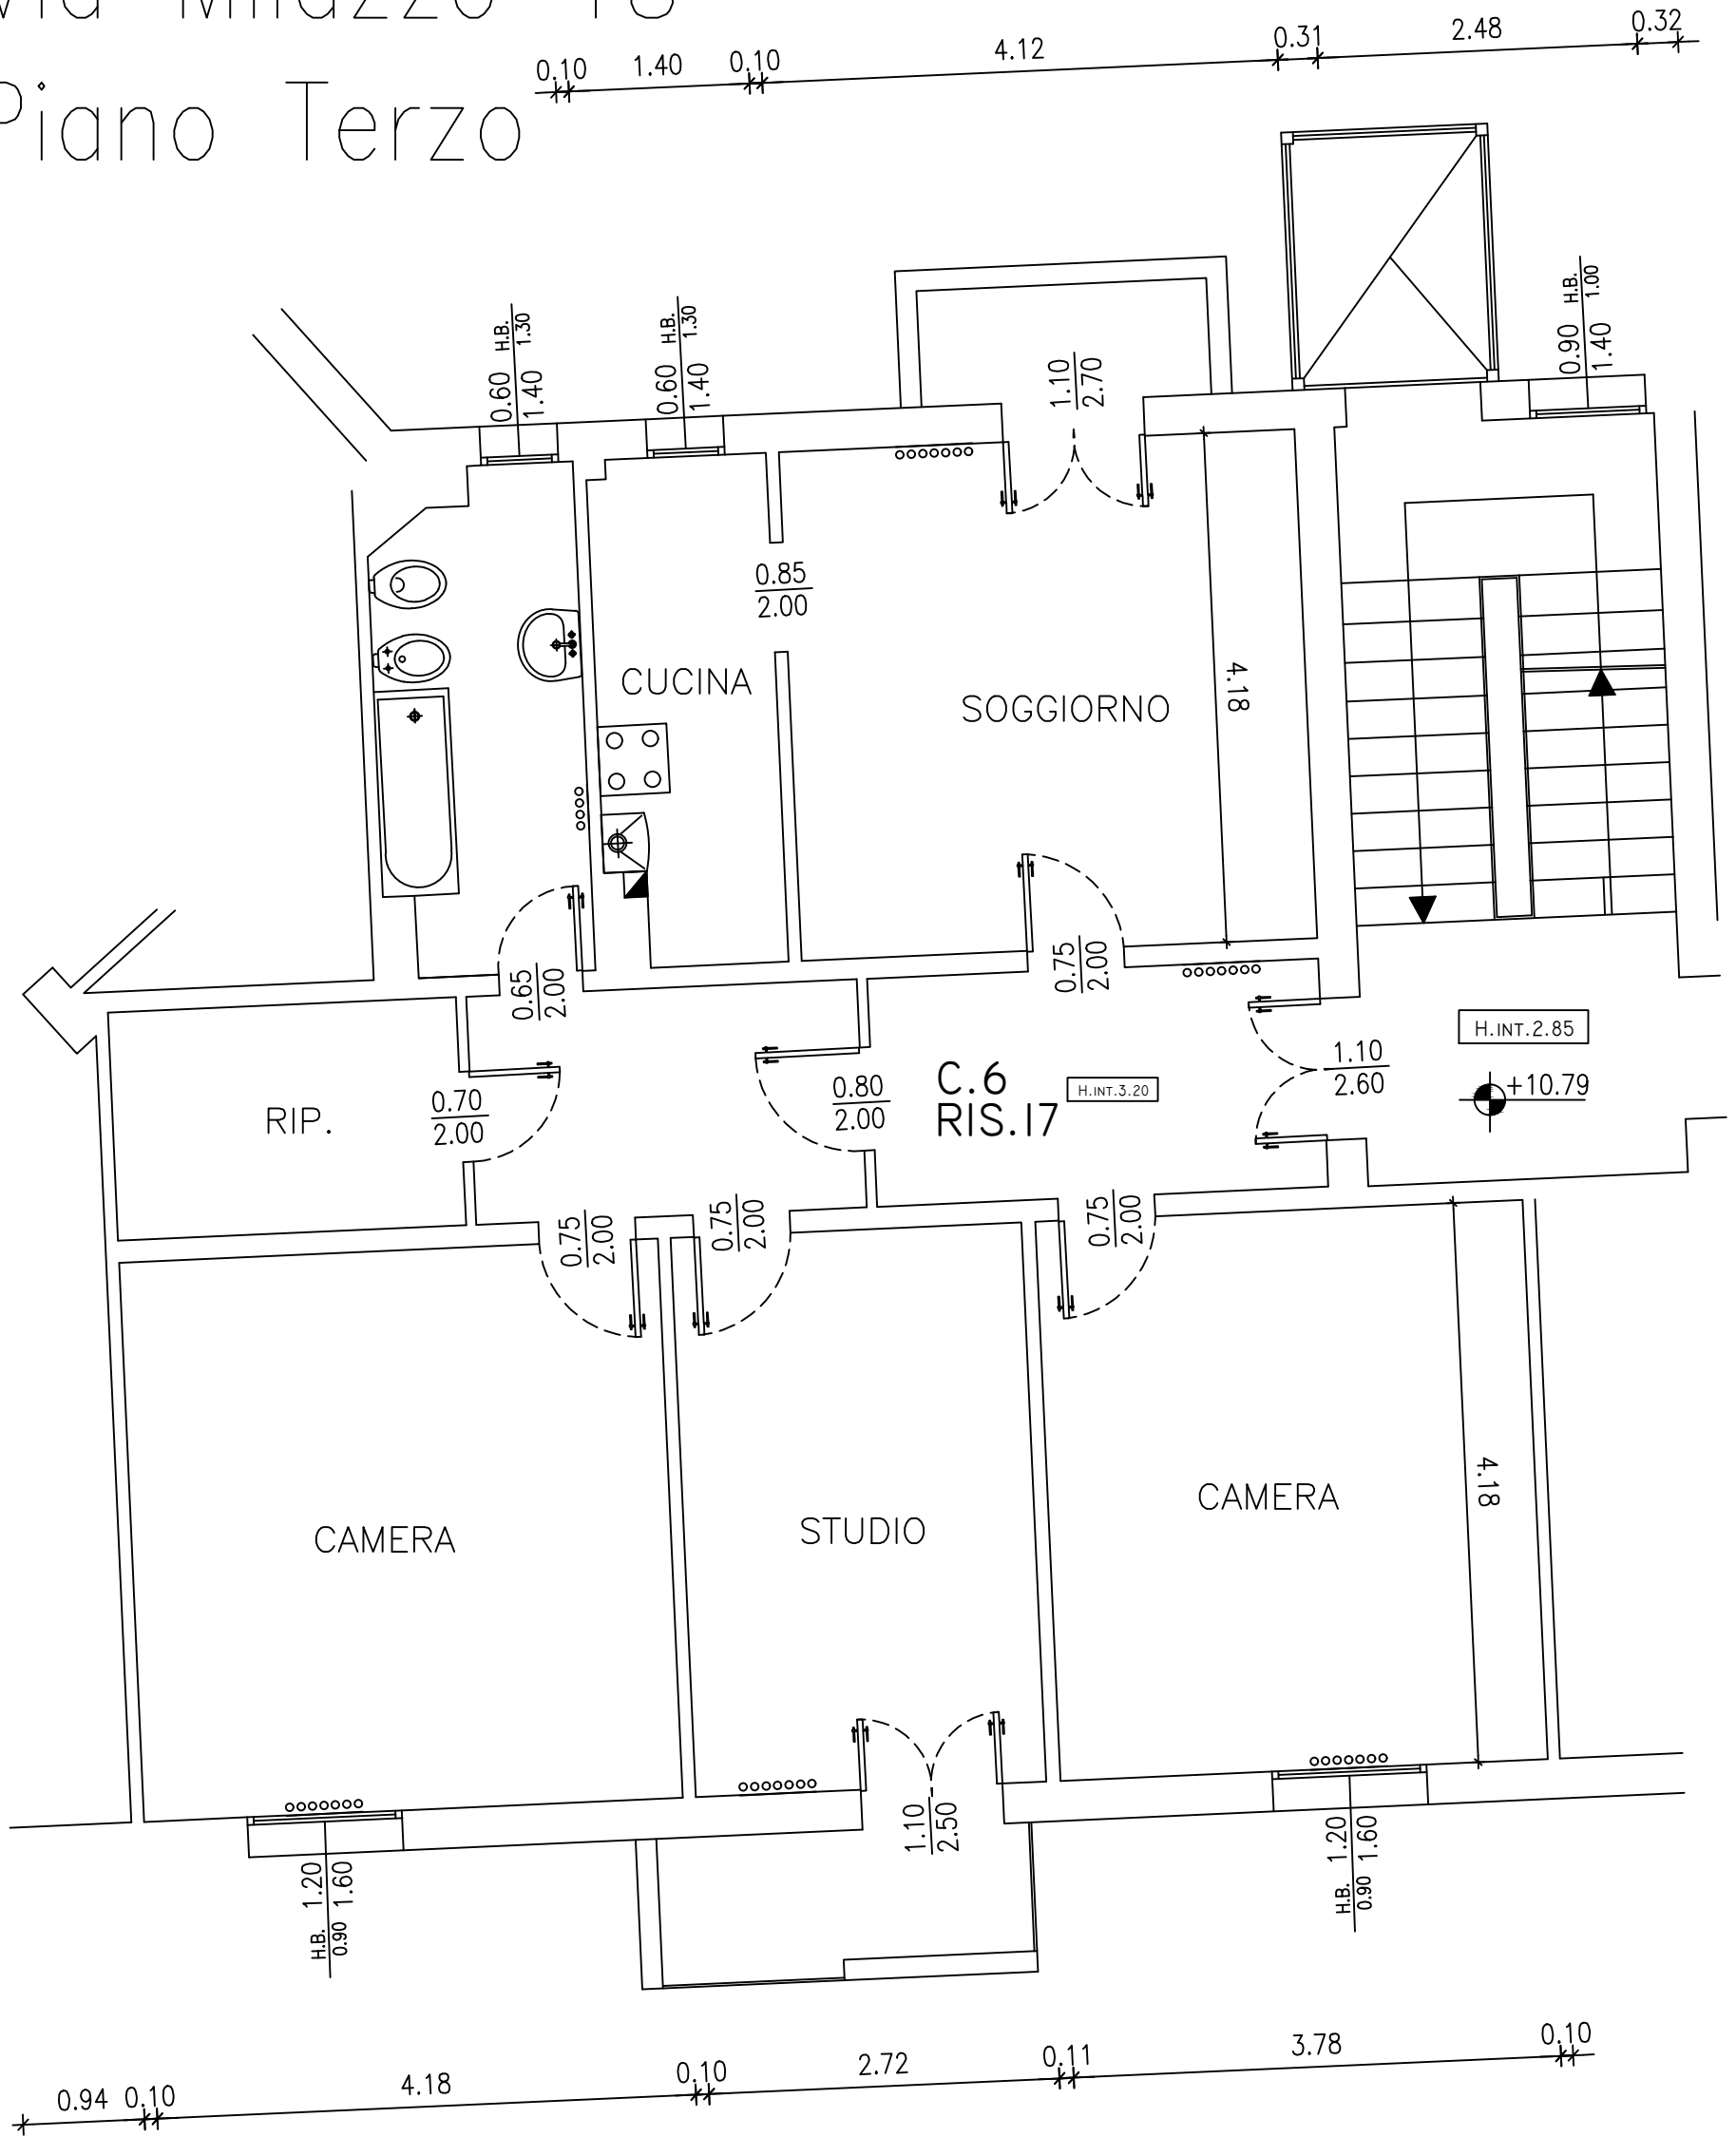 Via Milazzo
Piano Terzo
0.10 1.40 0.10 4.12 0.31 2.48 0.32
0.60 H.B.
1.40 1.30
0.60 H.B.
1.40 1.30
1.10
2.70
0.90 H.B.
1.40 1.00
0.85
2.00
CUCINA
SOGGIORNO
4.18
0.65
2.00
0.75
2.00
H.INT.2.85
1.10
2.60
+10.79
C.6
RIS.17
H.INT.3.20
0.80
2.00
RIP.
0.70
2.00
0.75
2.00
0.75
2.00
0.75
2.00
CAMERA
STUDIO
CAMERA
4.18
1.10
2.50
H.B. 1.20
0.90 1.60
H.B. 1.20
0.90 1.60
0.94 0.10 4.18 0.10 2.72 0.11 3.78 0.10